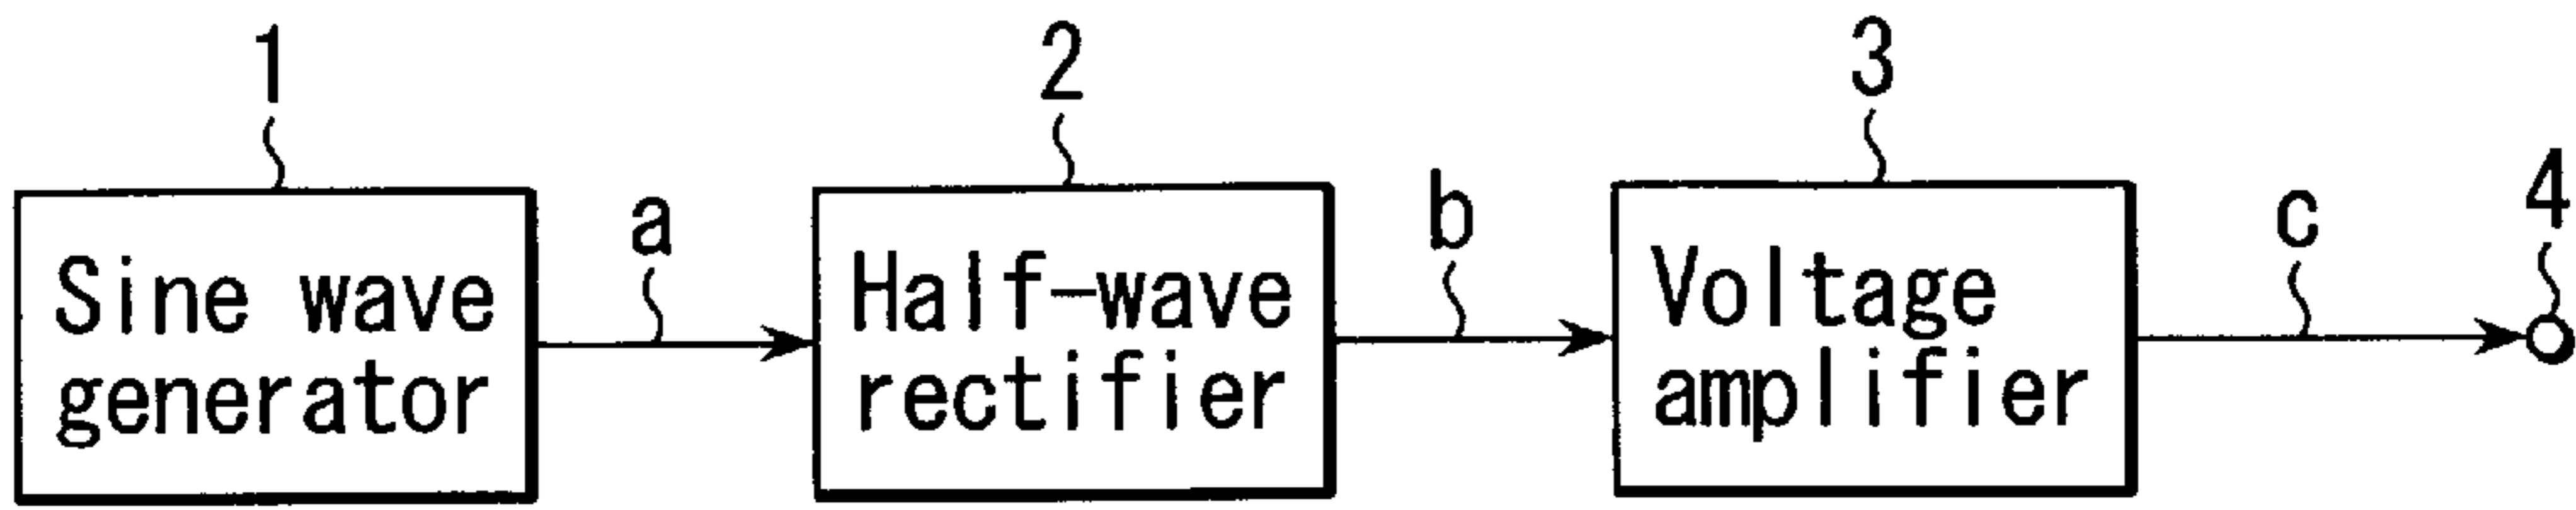 1 2 3
a b c 4
Sine wave Half-wave Voltage
generator rectifier amplifier